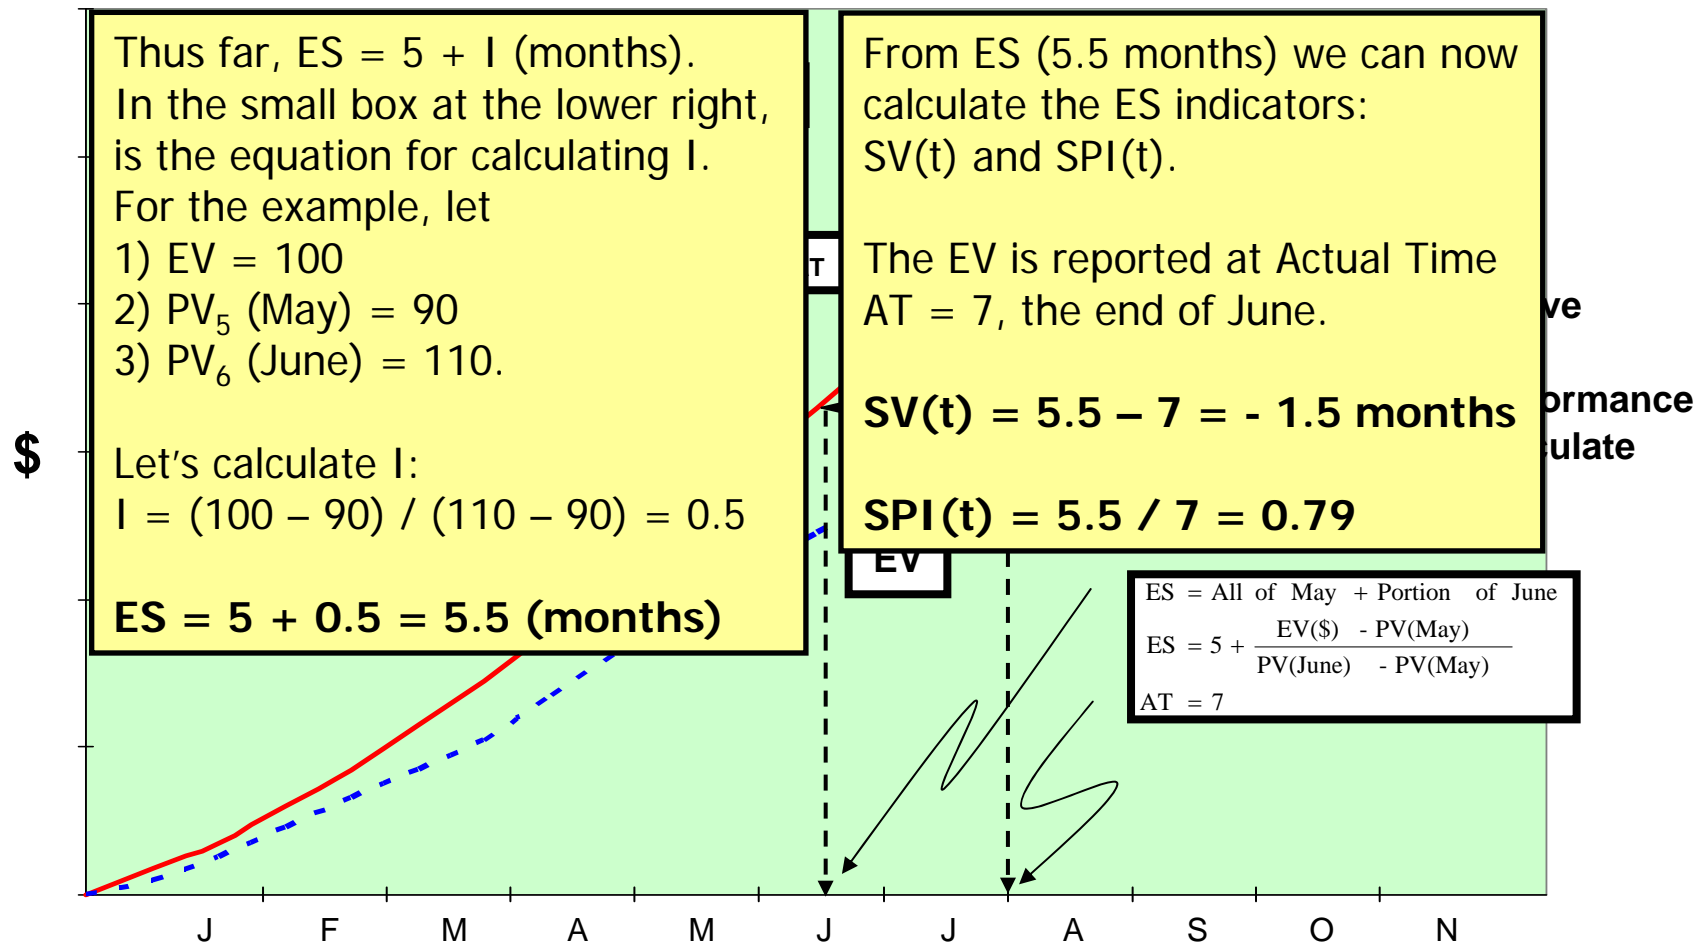 Thus far, ES = 5 + I (months).
In the small box at the lower right,
is the equation for calculating I.
For the example, let
1) EV = 100
2) PV₅ (May) = 90
3) PV₆ (June) = 110.
Let's calculate I:
I = (100 – 90) / (110 – 90) = 0.5
ES = 5 + 0.5 = 5.5 (months)
From ES (5.5 months) we can now
calculate the ES indicators:
SV(t) and SPI(t).
The EV is reported at Actual Time
AT = 7, the end of June.
SV(t) = 5.5 – 7 = - 1.5 months
SPI(t) = 5.5 / 7 = 0.79
T
ve
ormance
culate
$
EV
ES = All of May + Portion of June
ES = 5 + EV($) - PV(May)
PV(June) - PV(May)
AT = 7
J F M A M J J A S O N